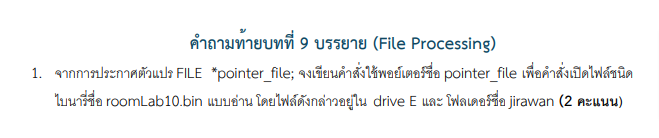 คำถามท้ายบทที่ 9 บรรยาย (File Processing)
1. จากการประกาศตัวแปร FILE *pointer_file; จงเขียนคำสั่งใช้พอย์เตอร์ชื่อ pointer_file เพื่อคำสั่งเปิดไฟล์ชนิด
ไบนารี่ชื่อ roomLab10.bin แบบอ่าน โดยไฟล์ดังกล่าวอยู่ใน drive E และ โฟลเดอร์ชื่อ jirawan (2 คะแนน)